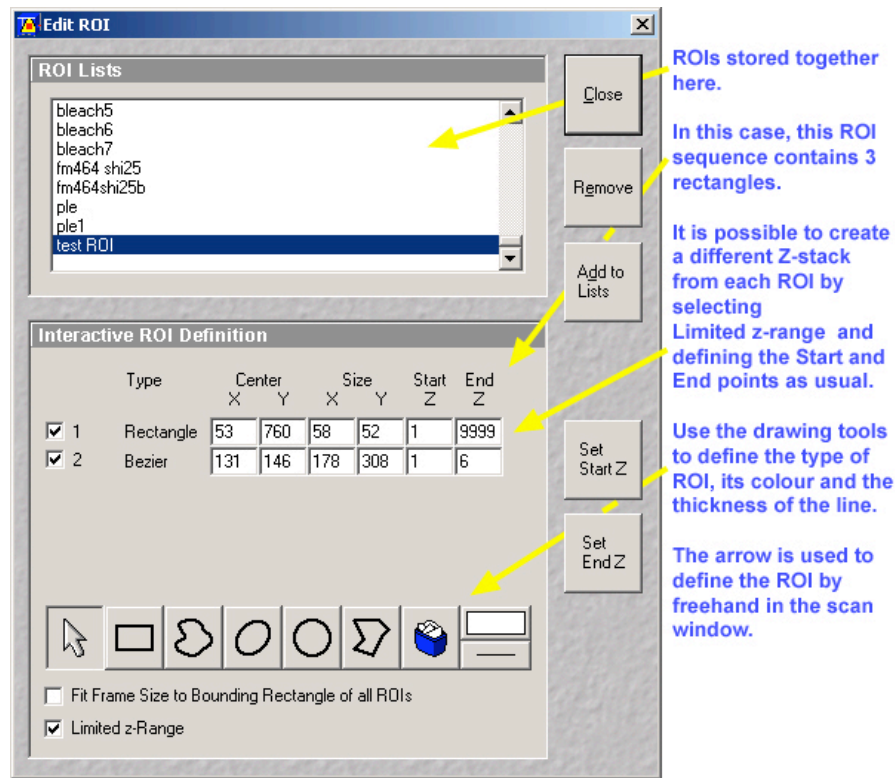 Edit ROI
ROI Lists
bleach5
bleach6
bleach7
fm464 shi25
fm464shi25b
ple
ple1
test ROI
Close
Remove
Add to
Lists
Interactive ROI Definition
Type Center Size Start End
X Y X Y Z Z
1 Rectangle 53 760 58 52 1 9999
2 Bezier 131 146 178 308 1 6
Set
Start Z
Set
End Z
Fit Frame Size to Bounding Rectangle of all ROIs
Limited z-Range
ROIs stored together
here.
In this case, this ROI
sequence contains 3
rectangles.
It is possible to create
a different Z-stack
from each ROI by
selecting
Limited z-range and
defining the Start and
End points as usual.
Use the drawing tools
to define the type of
ROI, its colour and the
thickness of the line.
The arrow is used to
define the ROI by
freehand in the scan
window.